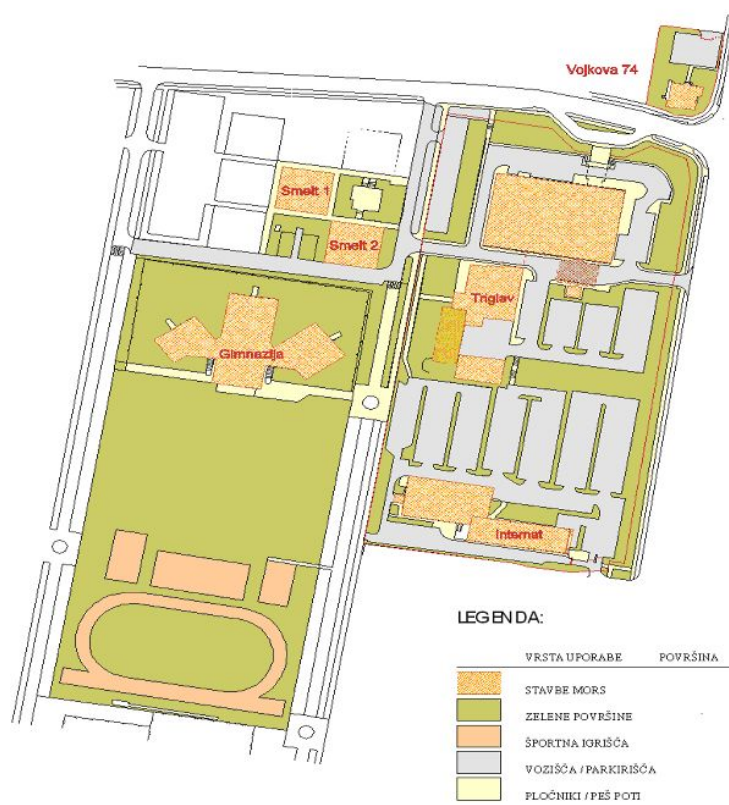 Vojkova 74
Smelt 1
Smelt 2
Triglav
Gimnazija
Internat
LEGENDA:
VRSTA UPORABE POVRŠINA
STAVBE MORS
ZELENE POVRŠINE
ŠPORTNA IGRIŠČA
VOZIŠČA / PARKIRIŠČA
PLOČNIKI / PEŠ POTI